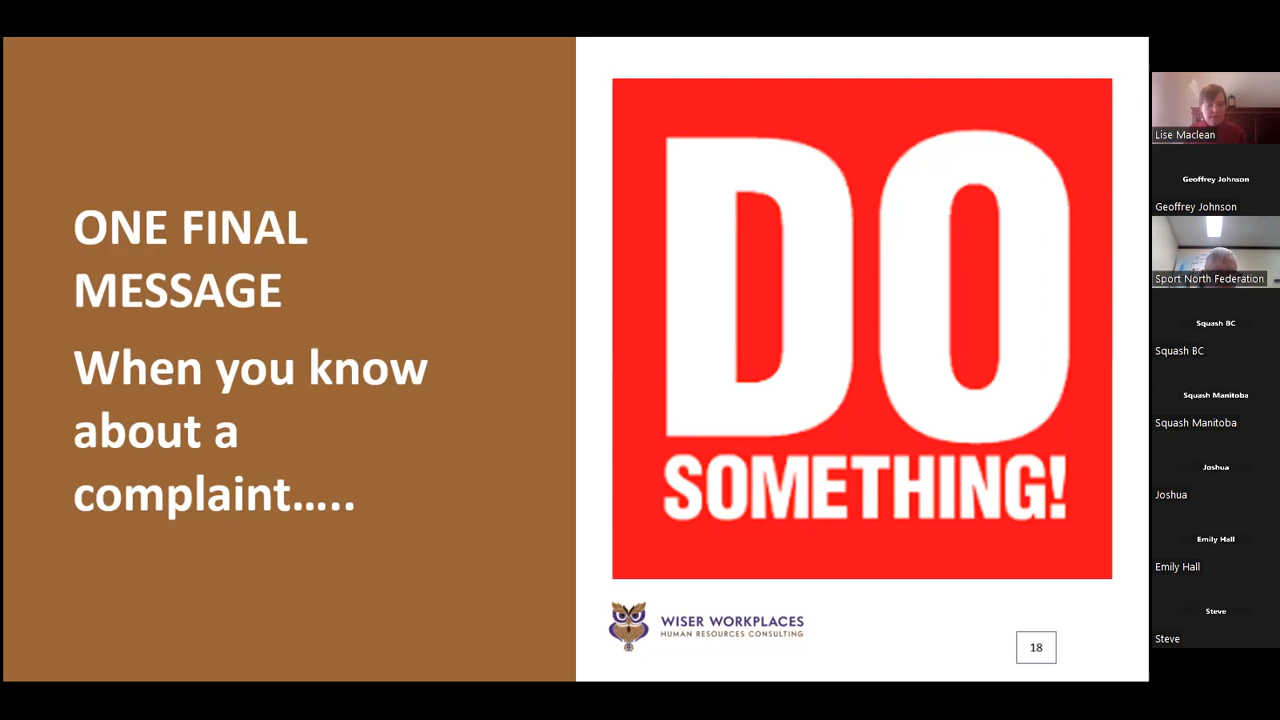 ONE FINAL
MESSAGE
When you know
about a
complaint…..
DO
SOMETHING!
WISER WORKPLACES
HUMAN RESOURCES CONSULTING
18
Lise Maclean
Geoffrey Johnson
Geoffrey Johnson
Sport North Federation
Squash BC
Squash BC
Squash Manitoba
Squash Manitoba
Joshua
Joshua
Emily Hall
Emily Hall
Steve
Steve